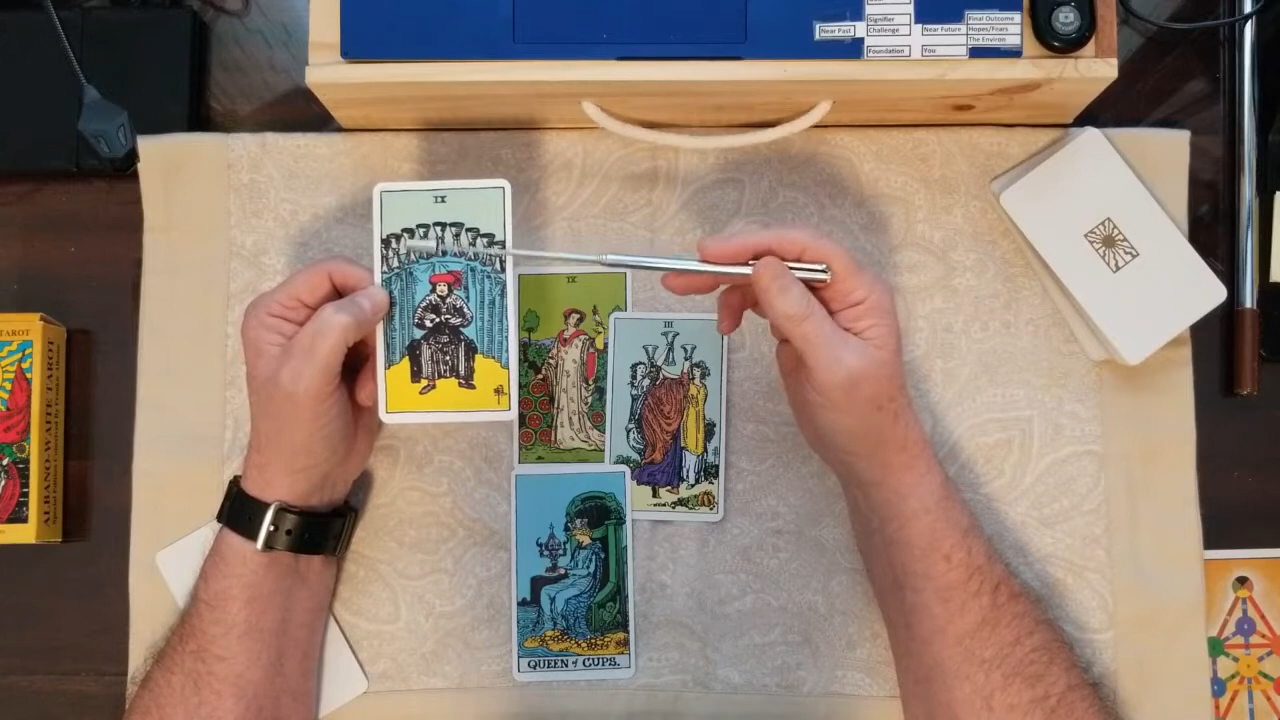 Near Past
Signifier
Challenge
Foundation
Near Future
You
Final Outcome
Hopes/Fears
The Environ
IX
IX
III
QUEEN of CUPS.
TAROT
ALBANO-WAITE TAROT